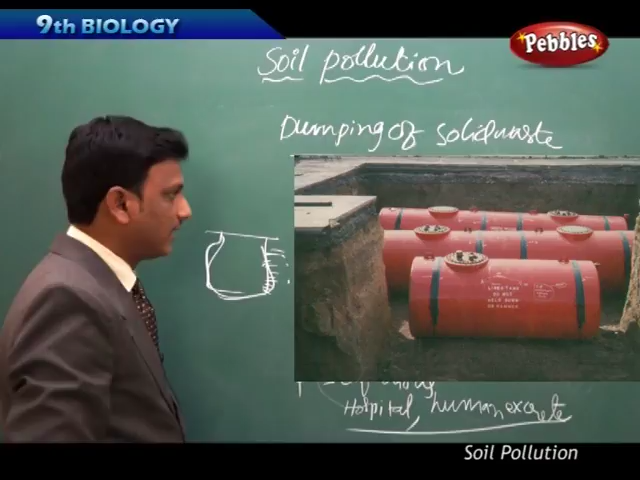 9th BIOLOGY
Pebbles
Soil pollution
Dumping of solidwaste
Hospital, human excrete
Soil Pollution